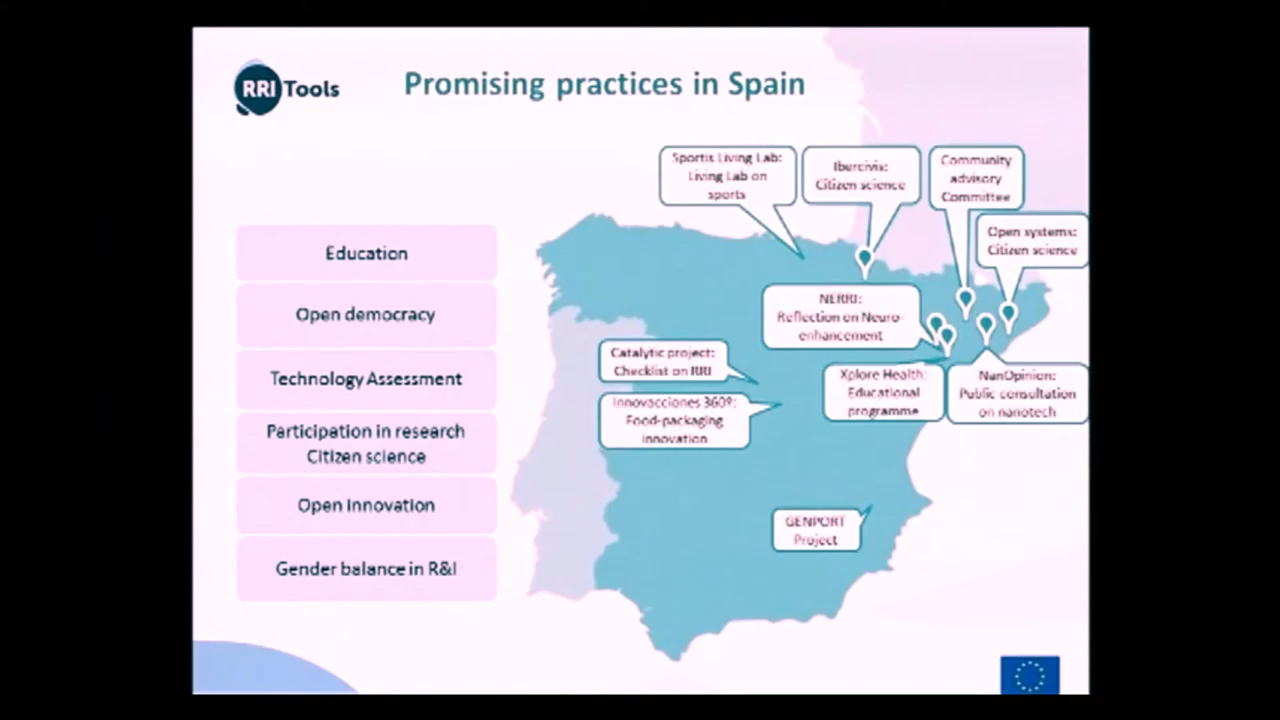 RRI Tools
Promising practices in Spain
Education
Open democracy
Technology Assessment
Participation in research
Citizen science
Open innovation
Gender balance in R&I
Sportis Living Lab:
Living Lab on
sports
Ibercivis:
Citizen science
Community
advisory
Committee
Open systems:
Citizen science
NERRI:
Reflection on Neuro-
enhancement
Catalytic project:
Checklist on RRI
Innovacciones 360º:
Food-packaging
innovation
Xplore Health:
Educational
programme
NanOpinion:
Public consultation
on nanotech
GENPORT
Project